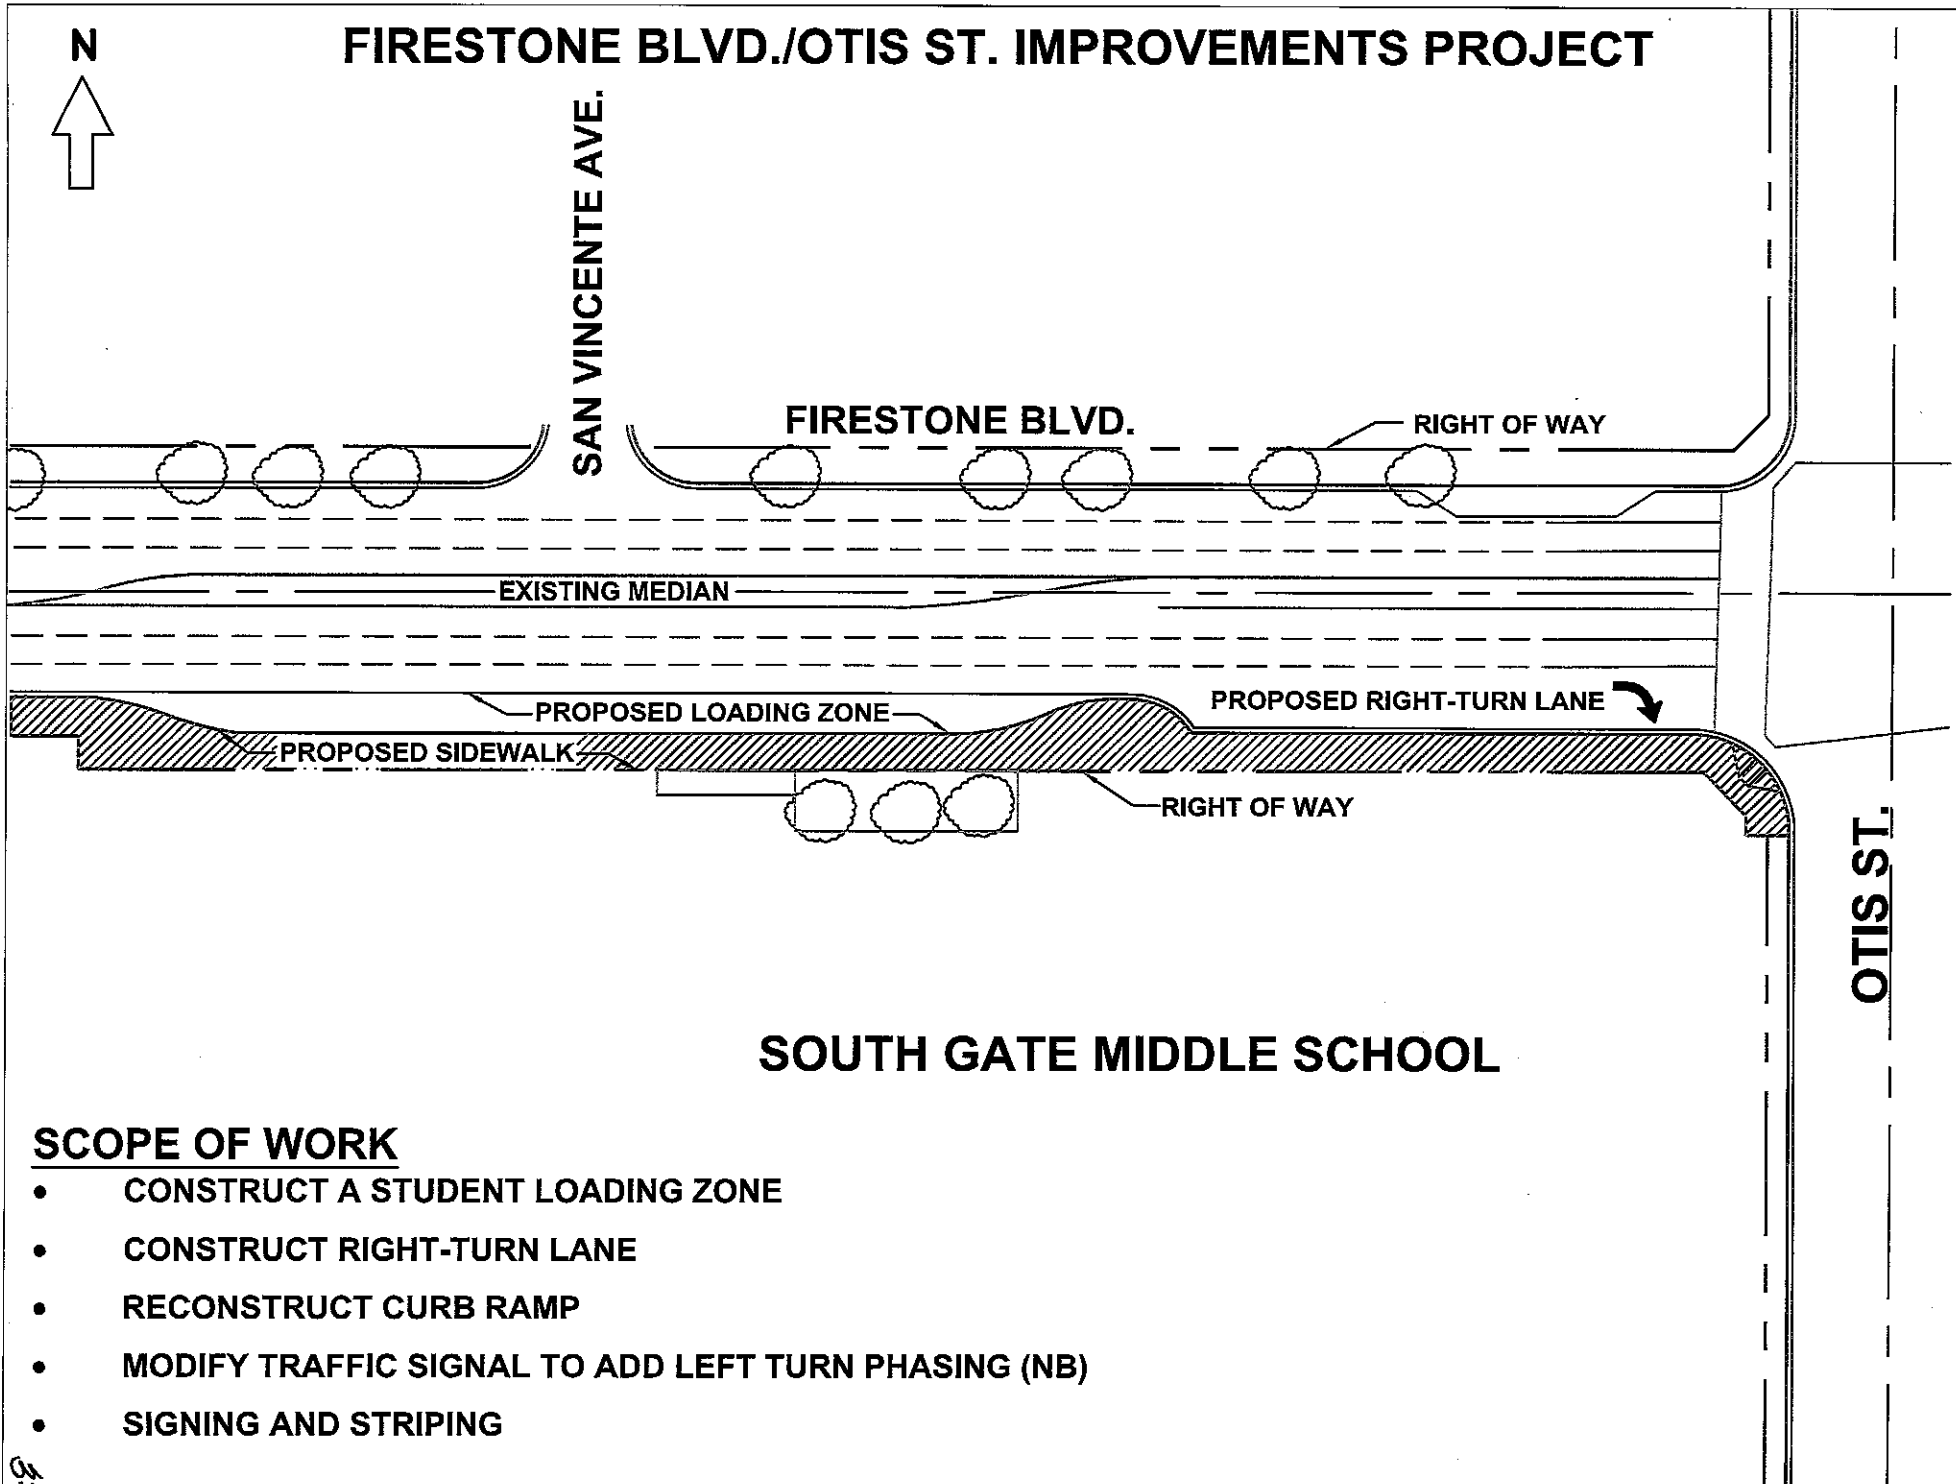 N
FIRESTONE BLVD./OTIS ST. IMPROVEMENTS PROJECT
SAN VINCENTE AVE.
FIRESTONE BLVD.
RIGHT OF WAY
EXISTING MEDIAN
PROPOSED RIGHT-TURN LANE
PROPOSED LOADING ZONE
PROPOSED SIDEWALK
RIGHT OF WAY
OTIS ST.
SOUTH GATE MIDDLE SCHOOL
SCOPE OF WORK
• CONSTRUCT A STUDENT LOADING ZONE
• CONSTRUCT RIGHT-TURN LANE
• RECONSTRUCT CURB RAMP
• MODIFY TRAFFIC SIGNAL TO ADD LEFT TURN PHASING (NB)
• SIGNING AND STRIPING